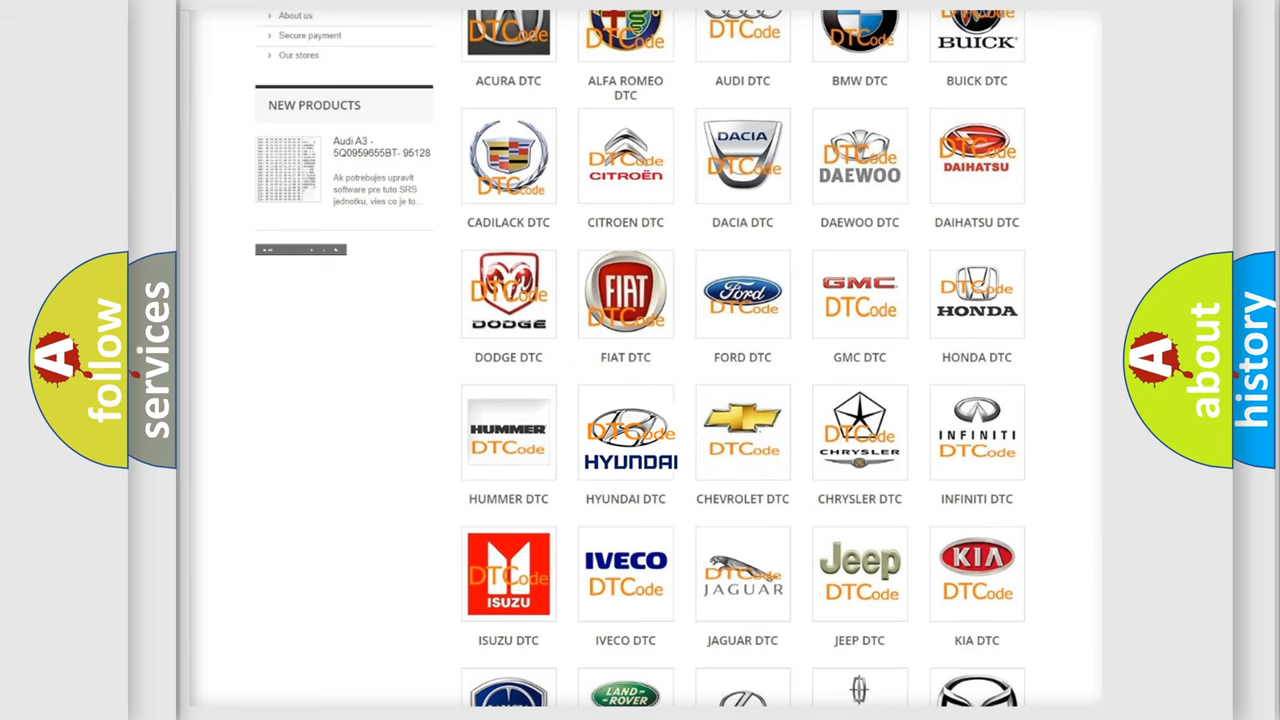 About us
Secure payment
Our stores
NEW PRODUCTS
Audi A3 -
5Q0959655BT- 95128
Ak potrebujes upravit
software pre tuto SRS
jednotku, vies co je to...
DTCode
DTCode
DTCode
DTCode
BUICK
ACURA DTC
ALFA ROMEO
DTC
AUDI DTC
BMW DTC
BUICK DTC
DTCode
DTCode
CITROËN
DACIA
DTCode
DTCode
DAEWOO
DTCode
DAIHATSU
CADILACK DTC
CITROEN DTC
DACIA DTC
DAEWOO DTC
DAIHATSU DTC
DTCode
DODGE
FIAT
DTCode
Ford
DTCode
GMC
DTCode
DTCode
HONDA
DODGE DTC
FIAT DTC
FORD DTC
GMC DTC
HONDA DTC
HUMMER
DTCode
DTCode
HYUNDAI
DTCode
DTCode
CHRYSLER
INFINITI
DTCode
HUMMER DTC
HYUNDAI DTC
CHEVROLET DTC
CHRYSLER DTC
INFINITI DTC
DTCode
ISUZU
IVECO
DTCode
DTCode
JAGUAR
Jeep
DTCode
KIA
DTCode
ISUZU DTC
IVECO DTC
JAGUAR DTC
JEEP DTC
KIA DTC
LAND-
ROVER
A
follow
services
A
about
history